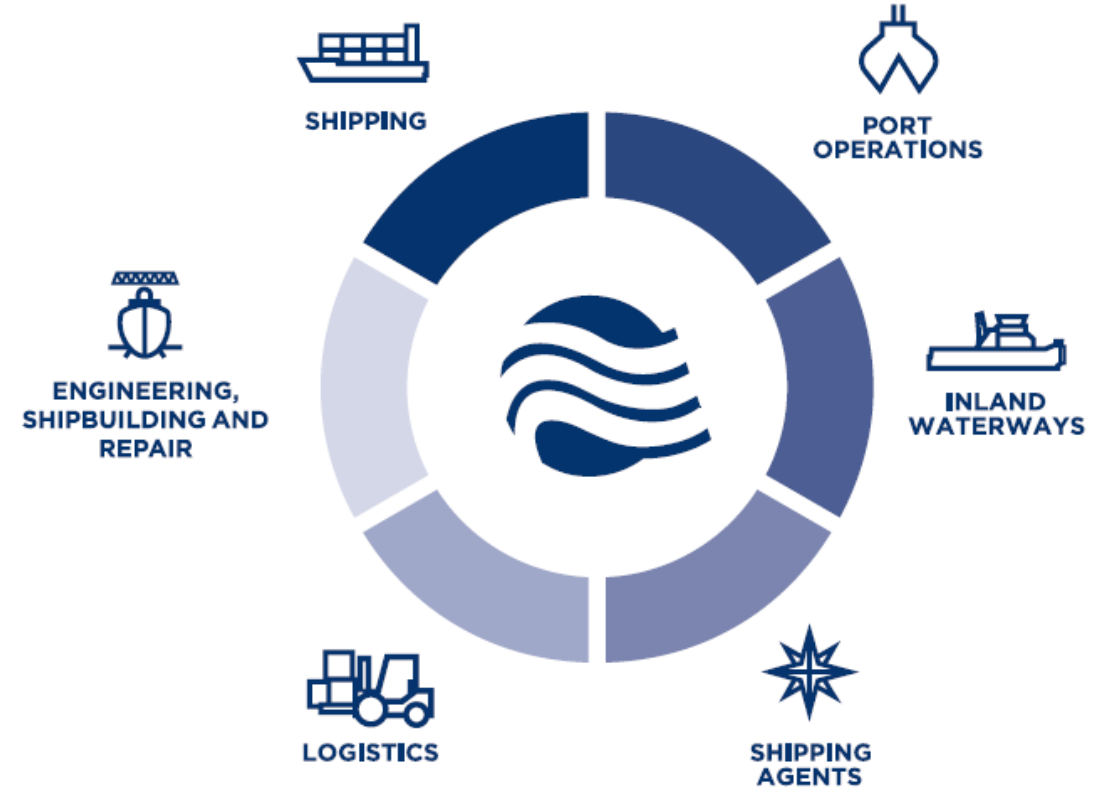 SHIPPING
PORT
OPERATIONS
INLAND
WATERWAYS
SHIPPING
AGENTS
LOGISTICS
ENGINEERING,
SHIPBUILDING AND
REPAIR